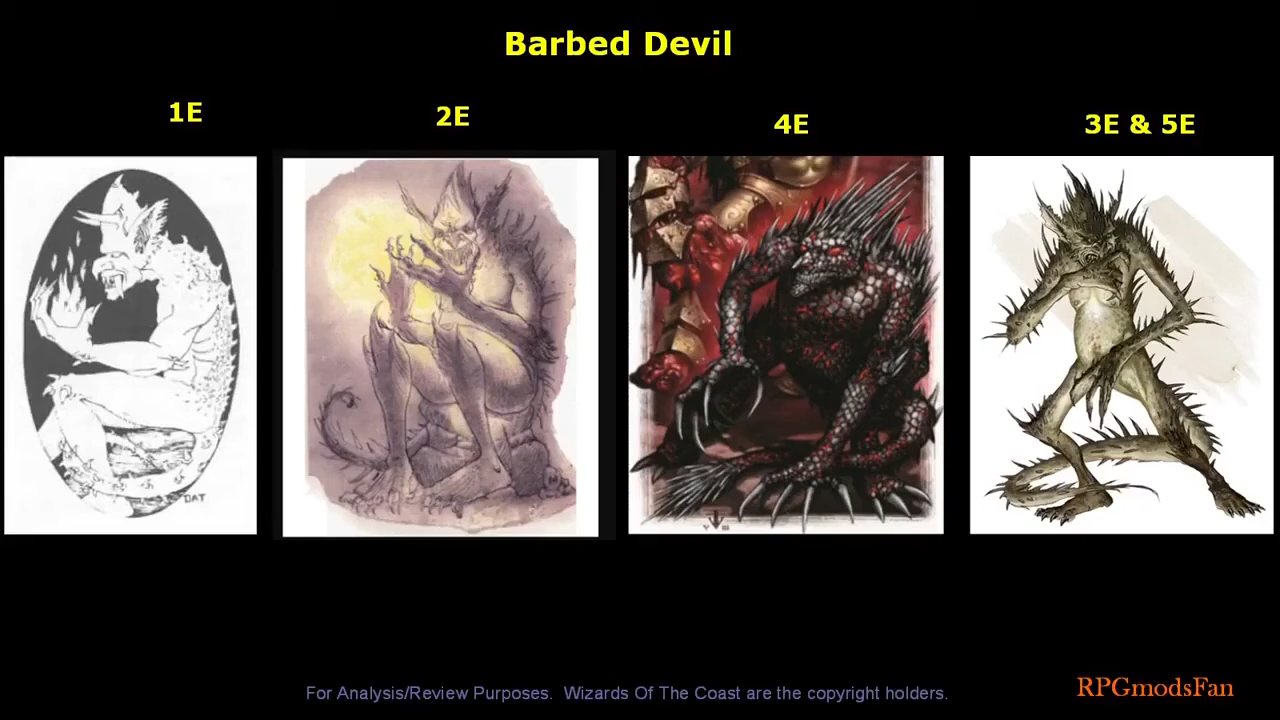 Barbed Devil
1E
2E
4E
3E & 5E
DAT
For Analysis/Review Purposes.  Wizards Of The Coast are the copyright holders.
RPGmodsFan